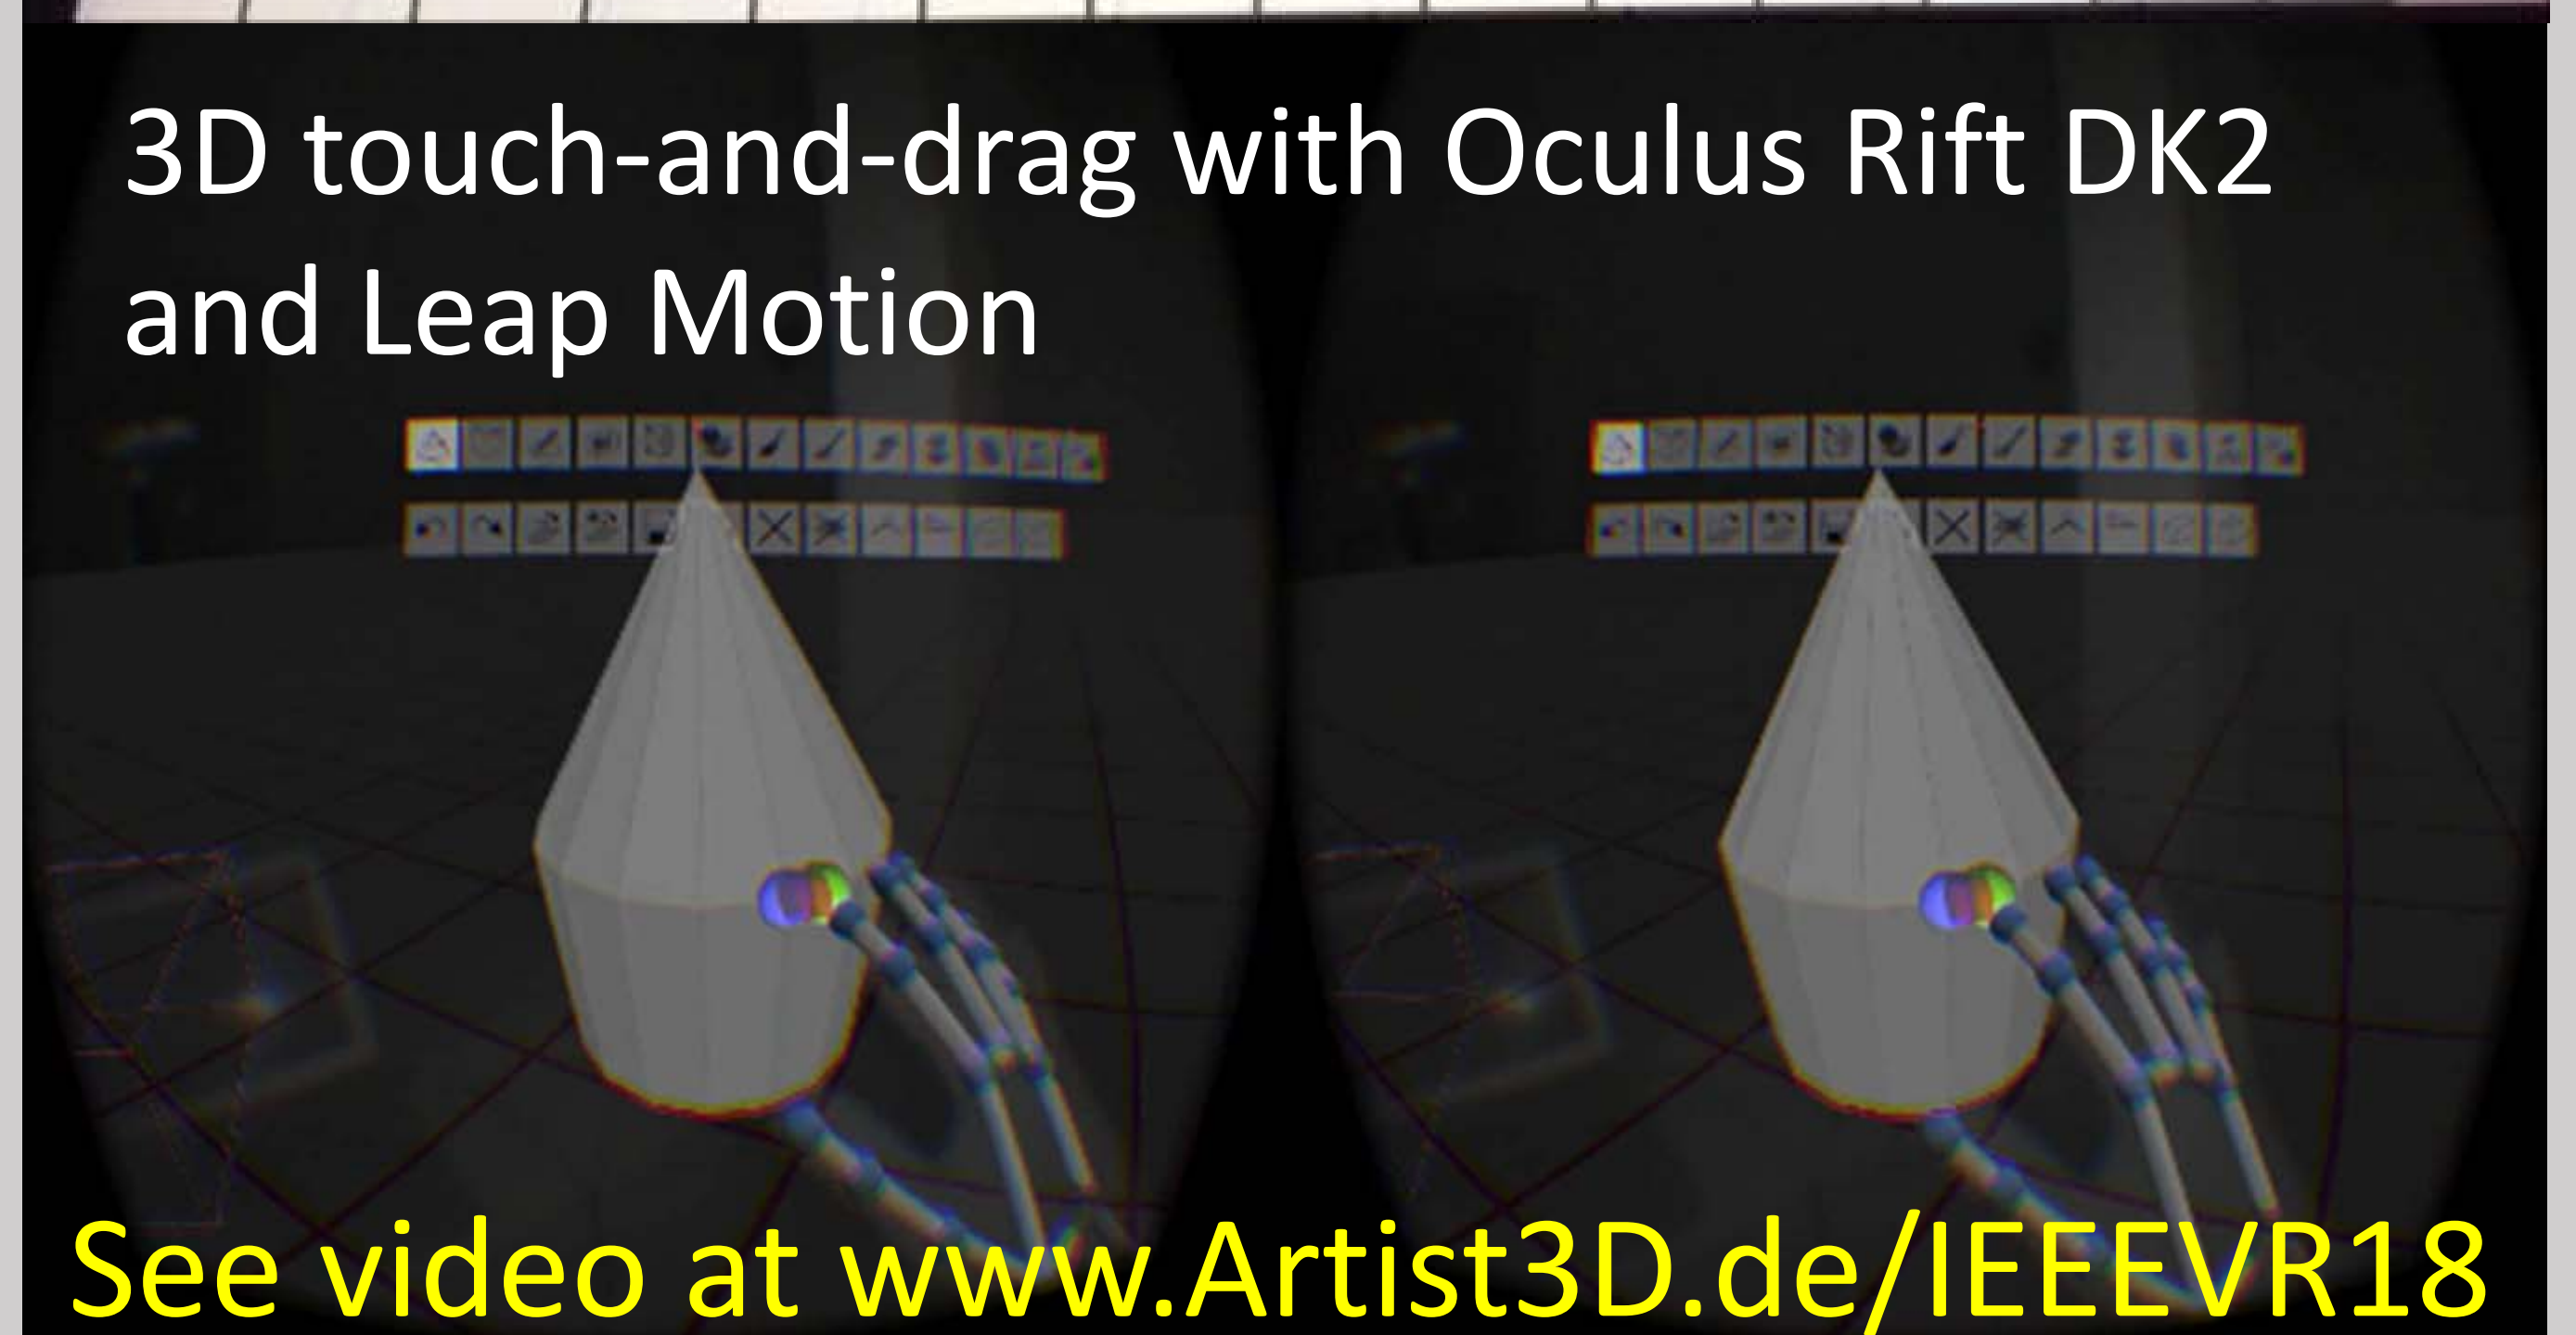 3D touch-and-drag with Oculus Rift DK2
and Leap Motion
See video at www.Artist3D.de/IEEEVR18